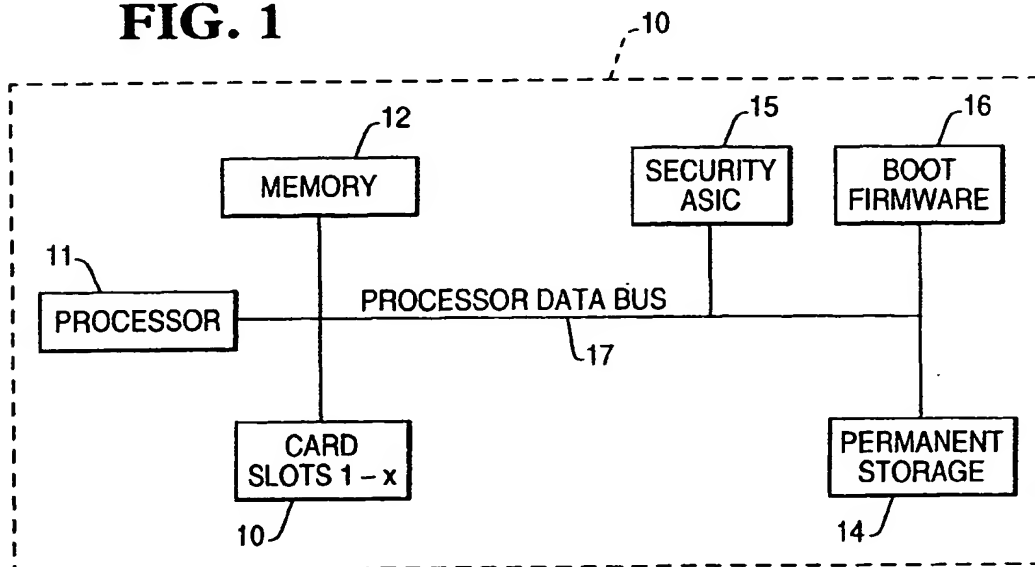 FIG. 1
10
12
MEMORY
15
SECURITY
ASIC
16
BOOT
FIRMWARE
11
PROCESSOR
PROCESSOR DATA BUS
17
CARD
SLOTS 1 – x
10
PERMANENT
STORAGE
14